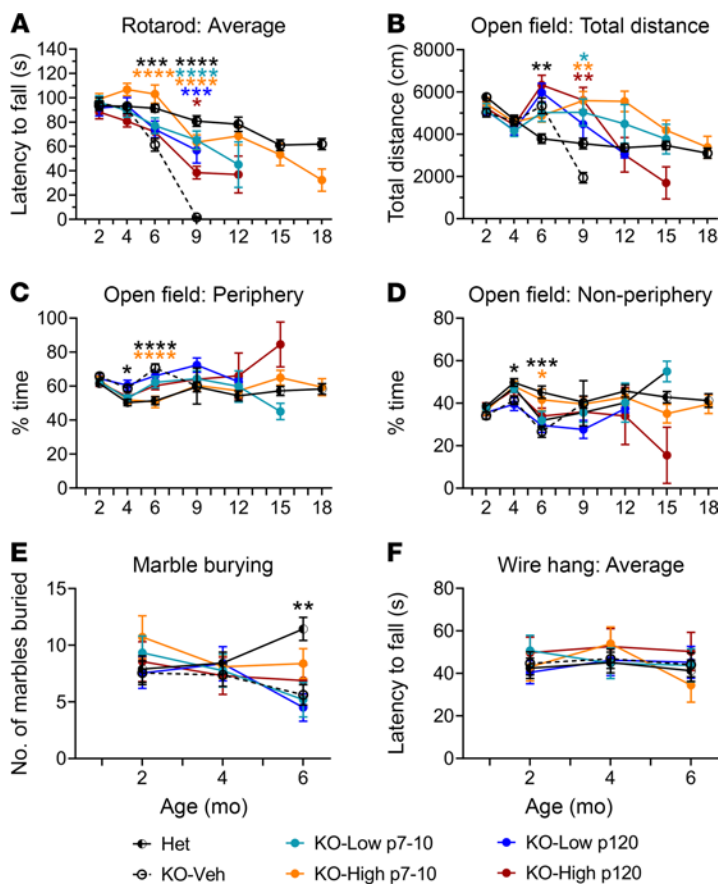 A Rotarod: Average
Latency to fall (s)
140
120
100
80
60
40
20
0
*** ****
**** ****
****
***
*
2 4 6 9 12 15 18
B Open field: Total distance
Total distance (cm)
8000
6000
4000
2000
0
** *
**
**
2 4 6 9 12 15 18
C Open field: Periphery
% time
100
80
60
40
20
0
* ****
****
2 4 6 9 12 15 18
D Open field: Non-periphery
% time
80
60
40
20
0
* ***
*
2 4 6 9 12 15 18
E Marble burying
No. of marbles buried
15
10
5
0
**
2 4 6
Age (mo)
F Wire hang: Average
Latency to fall (s)
80
60
40
20
0
2 4 6
Age (mo)
Het KO-Low p7-10 KO-Low p120
KO-Veh KO-High p7-10 KO-High p120